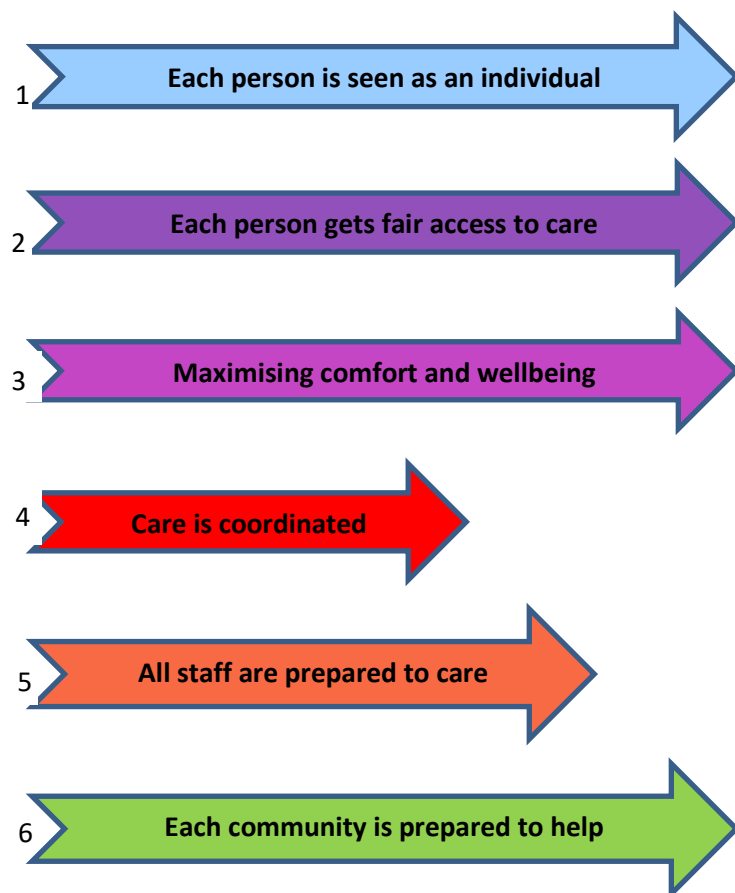 1 Each person is seen as an individual
2 Each person gets fair access to care
3 Maximising comfort and wellbeing
4 Care is coordinated
5 All staff are prepared to care
6 Each community is prepared to help